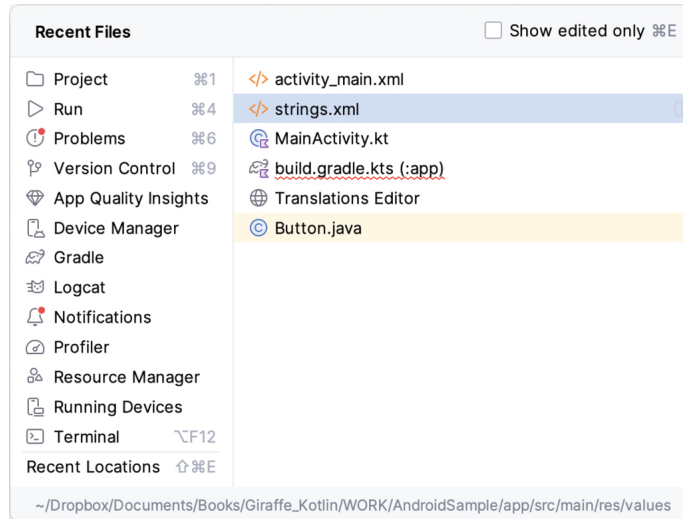 Recent Files
Show edited only ⌘E
Project ⌘1
Run ⌘4
Problems ⌘6
Version Control ⌘9
App Quality Insights
Device Manager
Gradle
Logcat
Notifications
Profiler
Resource Manager
Running Devices
Terminal ⌥F12
Recent Locations ⇧⌘E
activity_main.xml
strings.xml
MainActivity.kt
build.gradle.kts (:app)
Translations Editor
Button.java
~/Dropbox/Documents/Books/Giraffe_Kotlin/WORK/AndroidSample/app/src/main/res/values